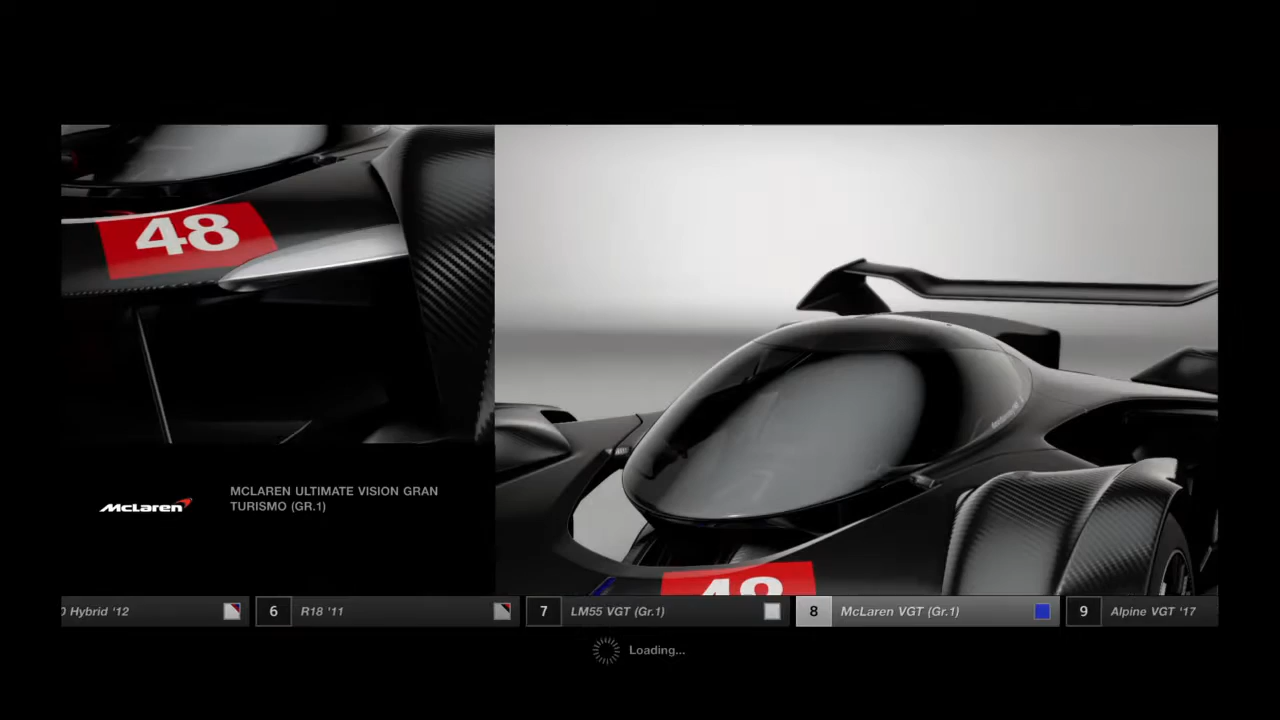 48
McLaren
MCLAREN ULTIMATE VISION GRAN
TURISMO (GR.1)
48
0 Hybrid '12
6 R18 '11
7 LM55 VGT (Gr.1)
8 McLaren VGT (Gr.1)
9 Alpine VGT '17
Loading...